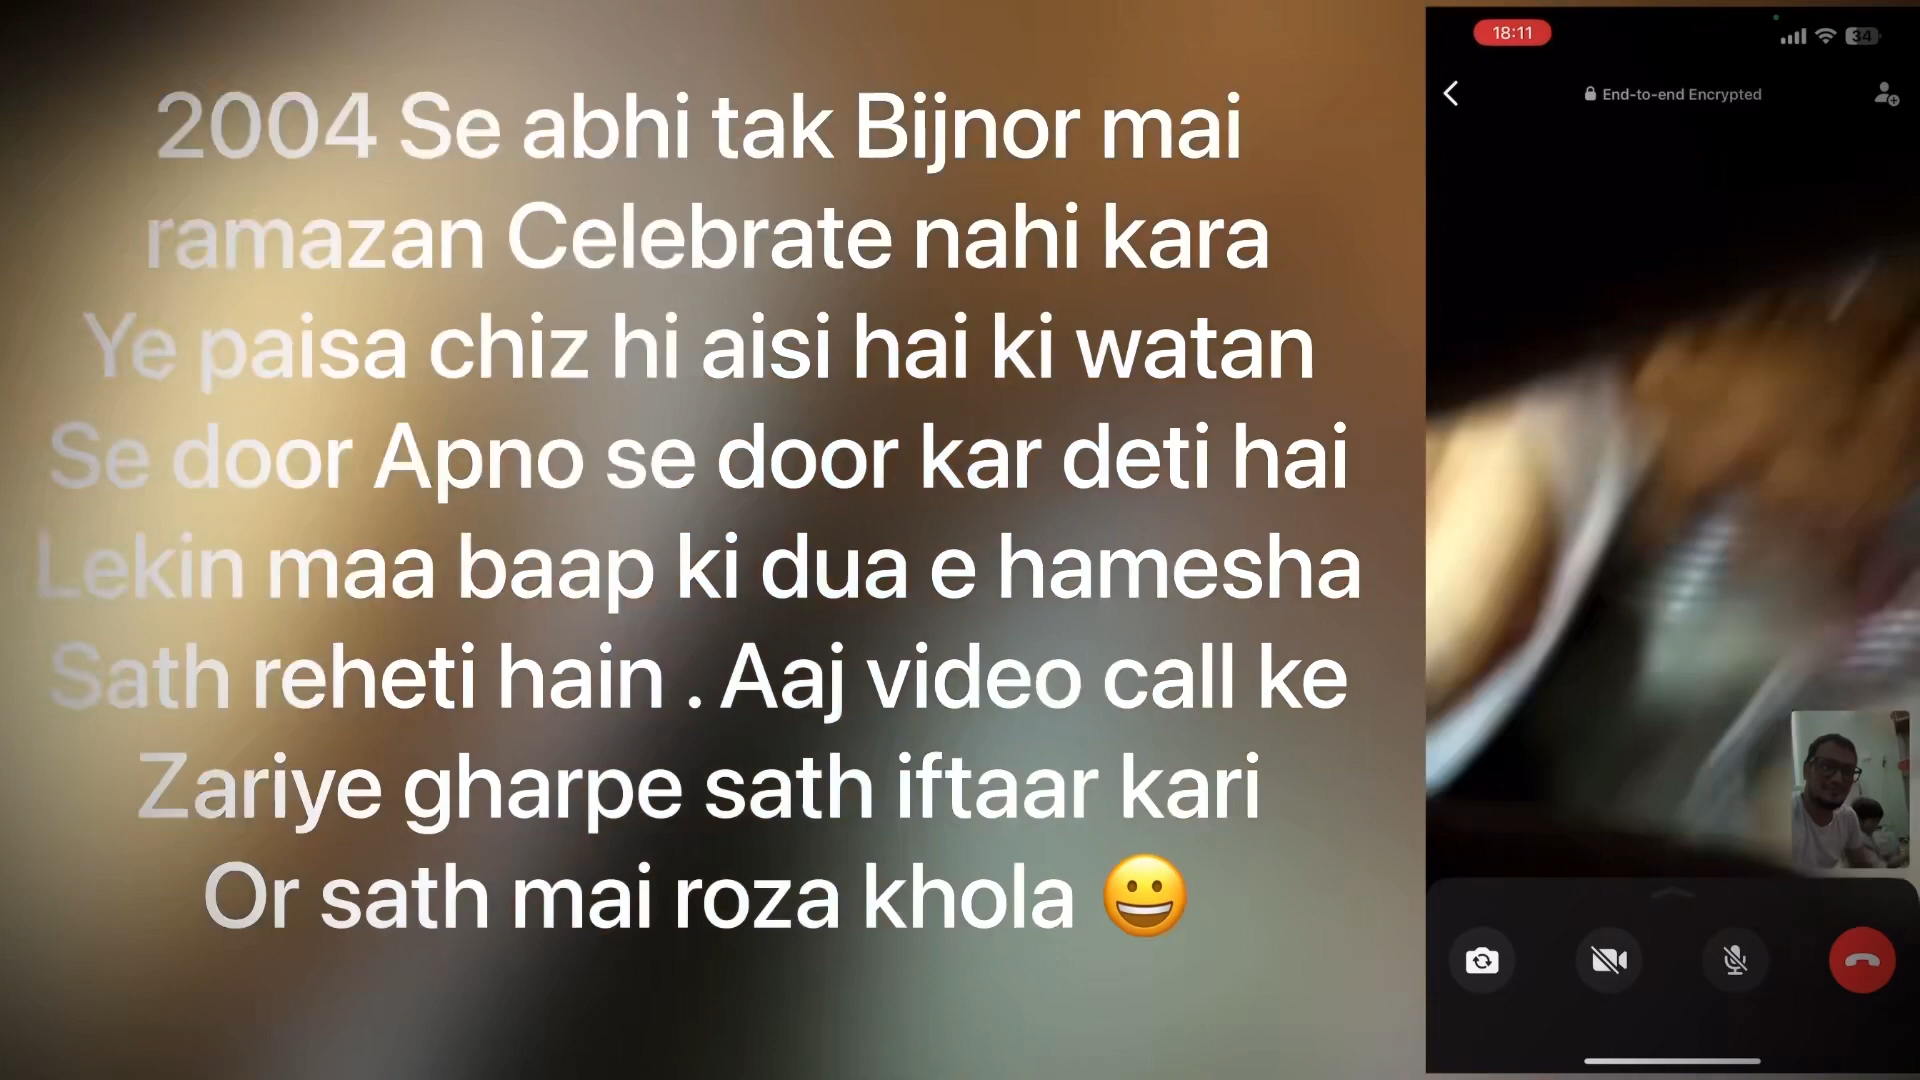 2004 Se abhi tak Bijnor mai
ramazan Celebrate nahi kara
Ye paisa chiz hi aisi hai ki watan
Se door Apno se door kar deti hai
Lekin maa baap ki dua e hamesha
Sath reheti hain . Aaj video call ke
Zariye gharpe sath iftaar kari
Or sath mai roza khola 😀
18:11
34
End-to-end Encrypted